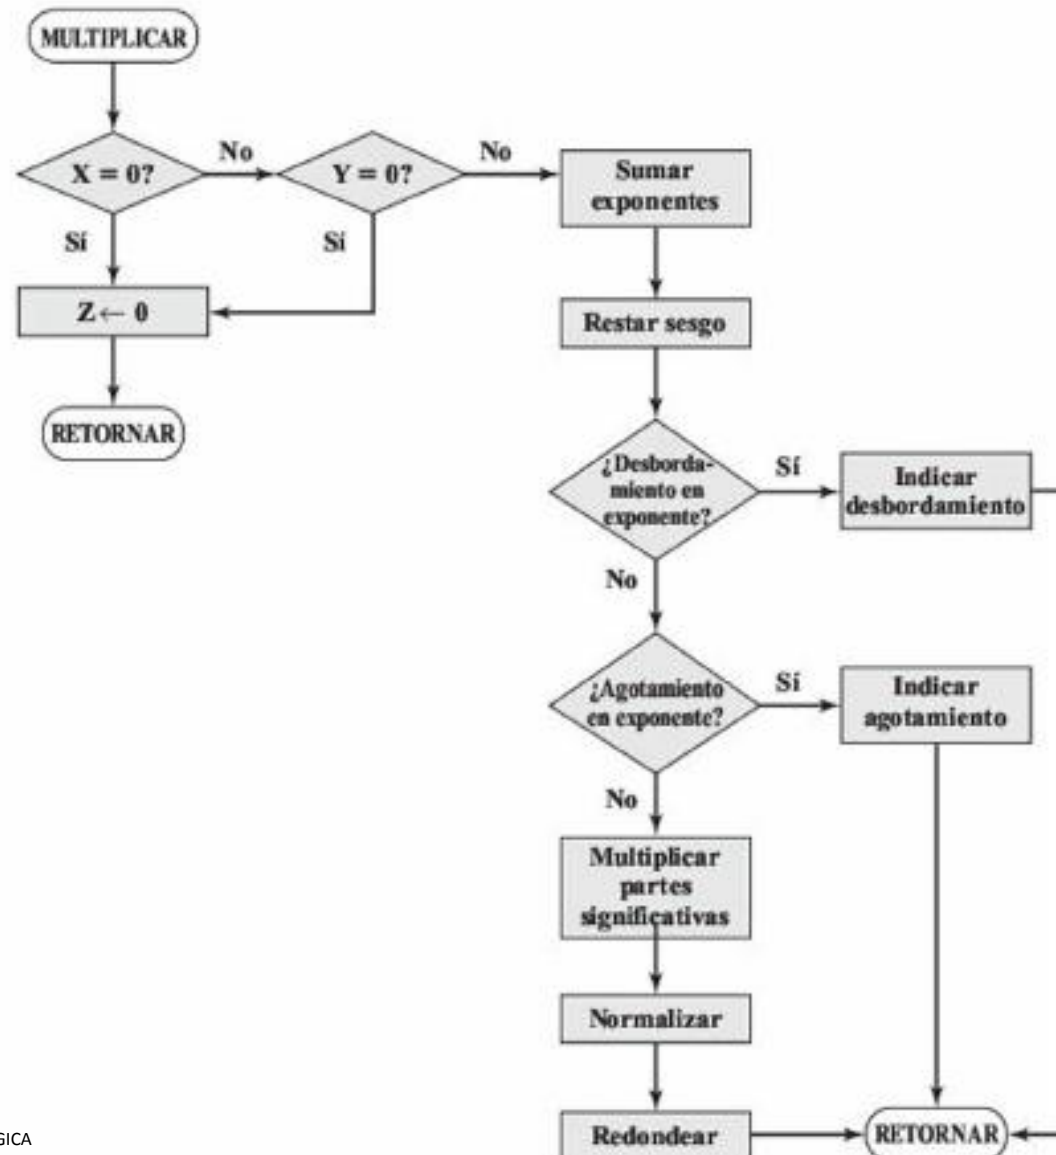 MULTIPLICAR
X = 0?
No
Y = 0?
No
Sumar
exponentes
Sí
Sí
Z ← 0
Restar sesgo
RETORNAR
¿Desborda-
miento en
exponente?
Sí
Indicar
desbordamiento
No
¿Agotamiento
en exponente?
Sí
Indicar
agotamiento
No
Multiplicar
partes
significativas
Normalizar
Redondear
RETORNAR
GICA